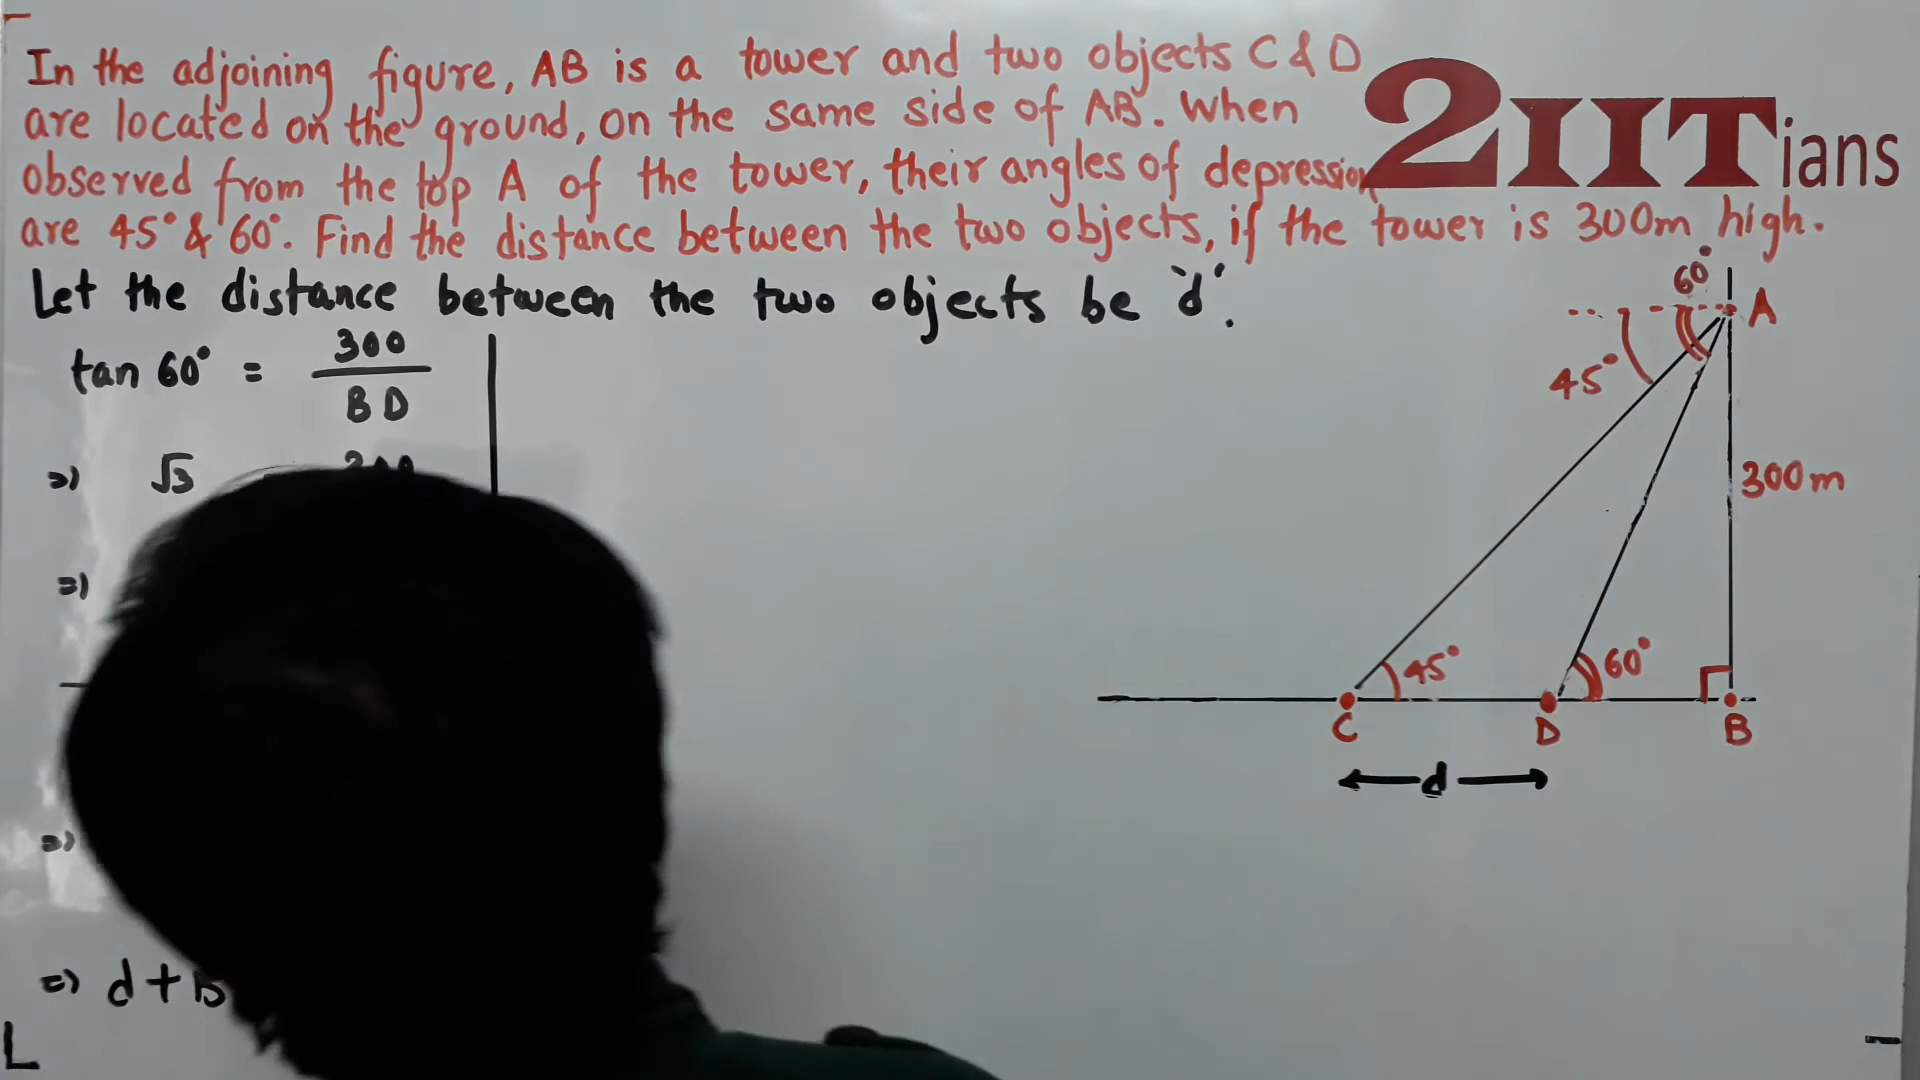 In the adjoining figure, AB is a tower and two objects C & D
are located on the ground, on the same side of AB. When
observed from the top A of the tower, their angles of depression
are 45° & 60°. Find the distance between the two objects, if the tower is 300m high.
2IITians
Let the distance between the two objects be 'd'.
tan 60° = 300 / BD
=) √3
=)
=)
=) d +
60°
A
45°
300m
45°
60°
C
D
B
d